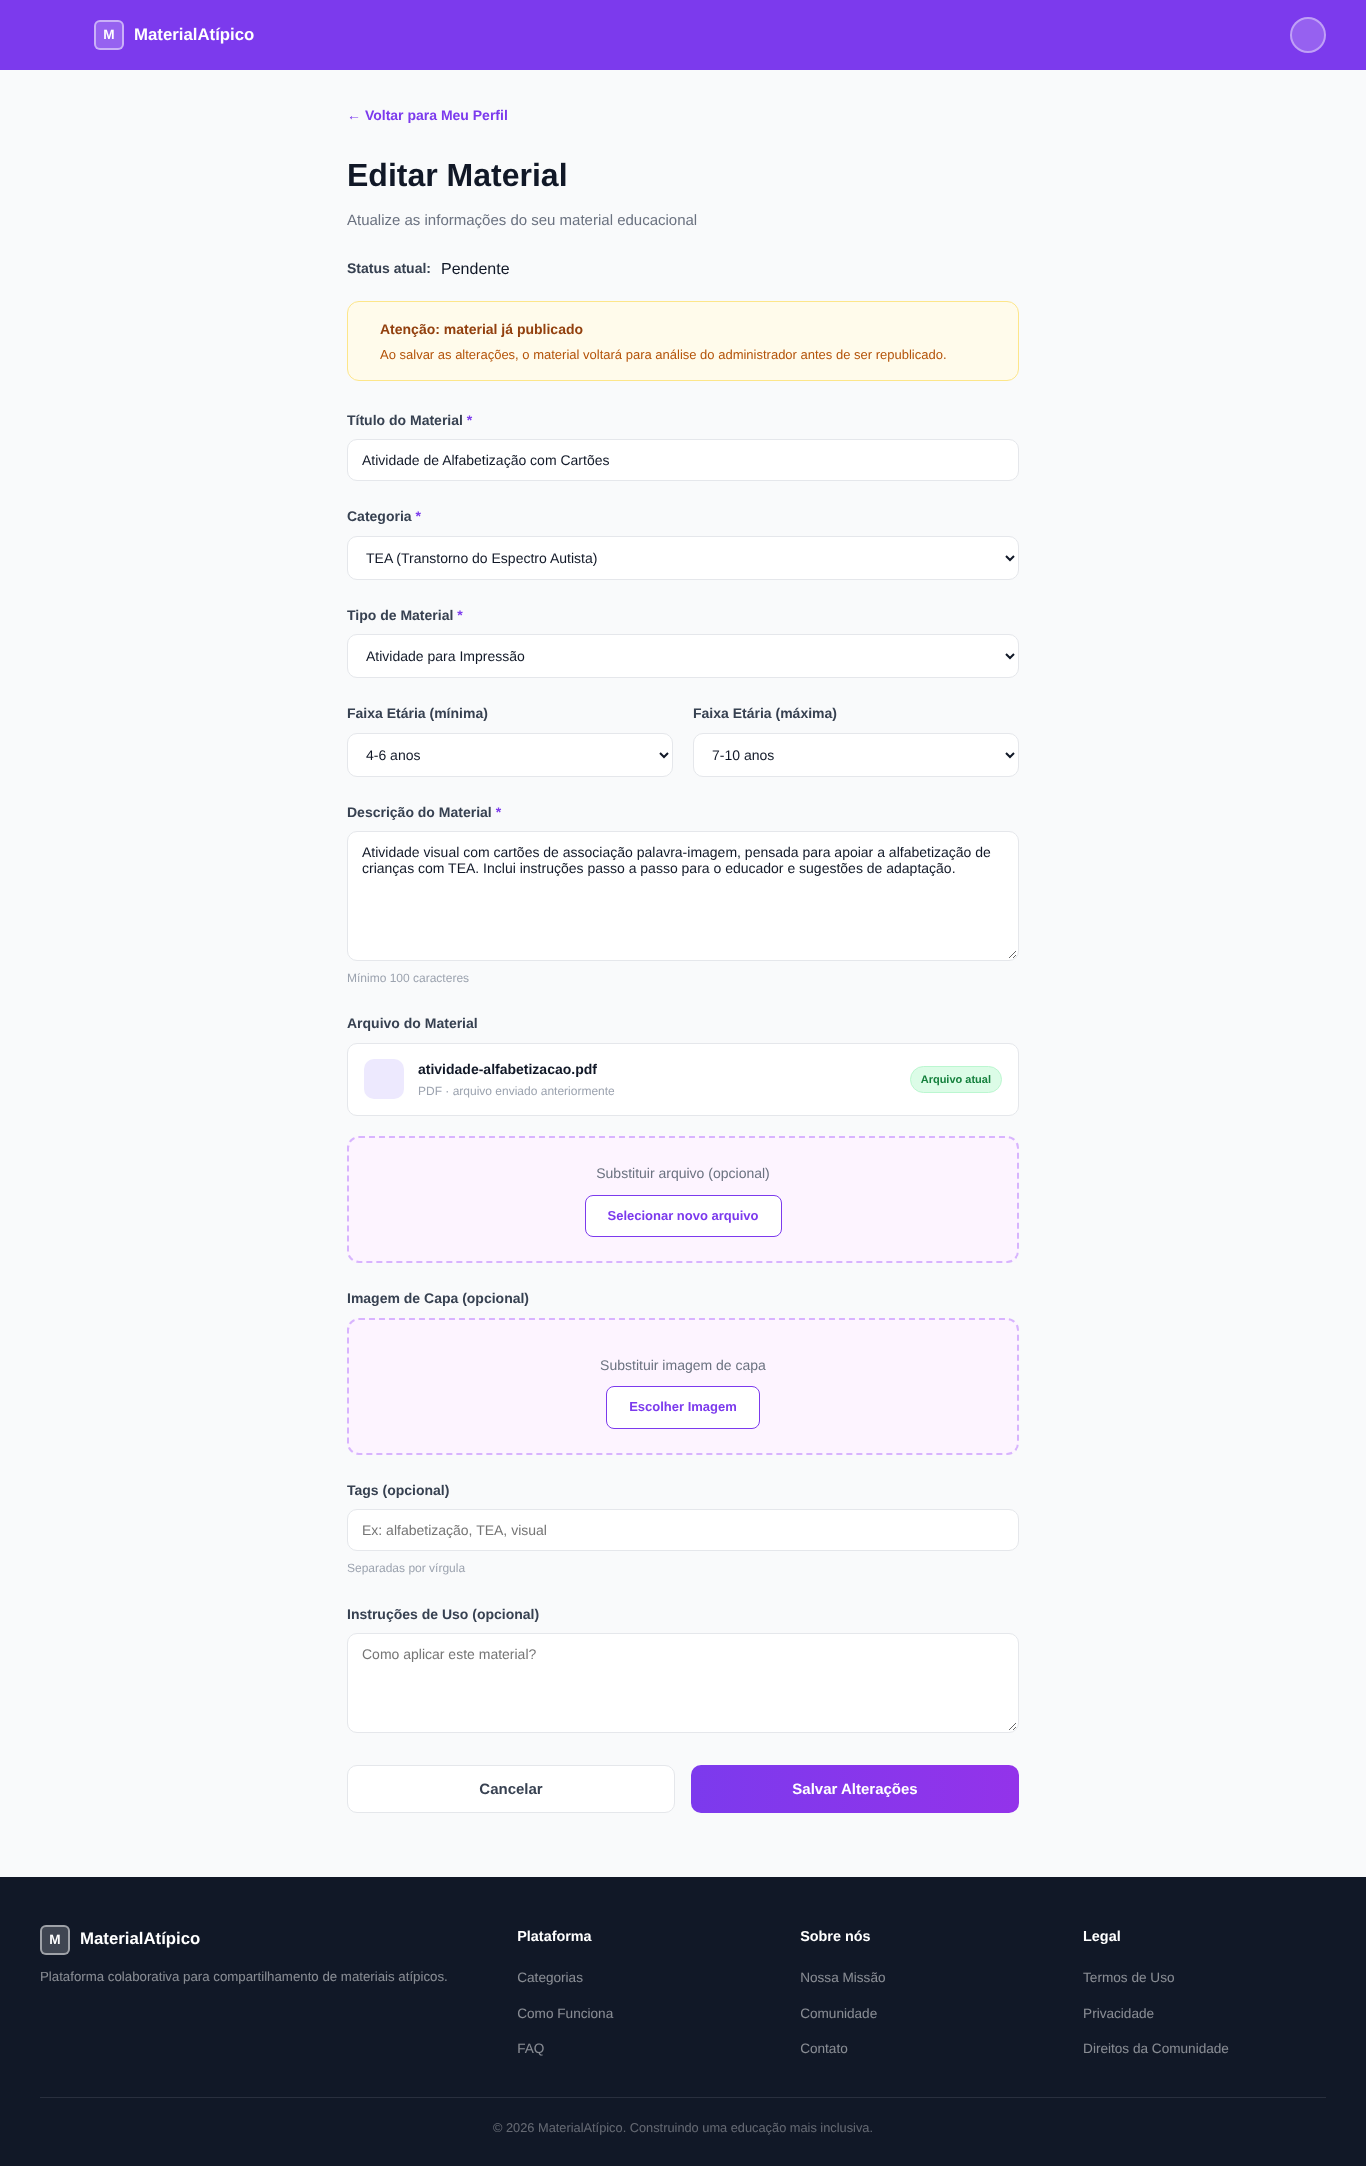 M MaterialAtípico
← Voltar para Meu Perfil
Editar Material
Atualize as informações do seu material educacional
Status atual: Pendente
Atenção: material já publicado
Ao salvar as alterações, o material voltará para análise do administrador antes de ser republicado.
Título do Material *
Atividade de Alfabetização com Cartões
Categoria *
TEA (Transtorno do Espectro Autista)
Tipo de Material *
Atividade para Impressão
Faixa Etária (mínima) Faixa Etária (máxima)
4-6 anos 7-10 anos
Descrição do Material *
Atividade visual com cartões de associação palavra-imagem, pensada para apoiar a alfabetização de
crianças com TEA. Inclui instruções passo a passo para o educador e sugestões de adaptação.
Mínimo 100 caracteres
Arquivo do Material
atividade-alfabetizacao.pdf
PDF · arquivo enviado anteriormente
Arquivo atual
Substituir arquivo (opcional)
Selecionar novo arquivo
Imagem de Capa (opcional)
Substituir imagem de capa
Escolher Imagem
Tags (opcional)
Ex: alfabetização, TEA, visual
Separadas por vírgula
Instruções de Uso (opcional)
Como aplicar este material?
Cancelar Salvar Alterações
M MaterialAtípico
Plataforma colaborativa para compartilhamento de materiais atípicos.
Plataforma
Categorias
Como Funciona
FAQ
Sobre nós
Nossa Missão
Comunidade
Contato
Legal
Termos de Uso
Privacidade
Direitos da Comunidade
© 2026 MaterialAtípico. Construindo uma educação mais inclusiva.